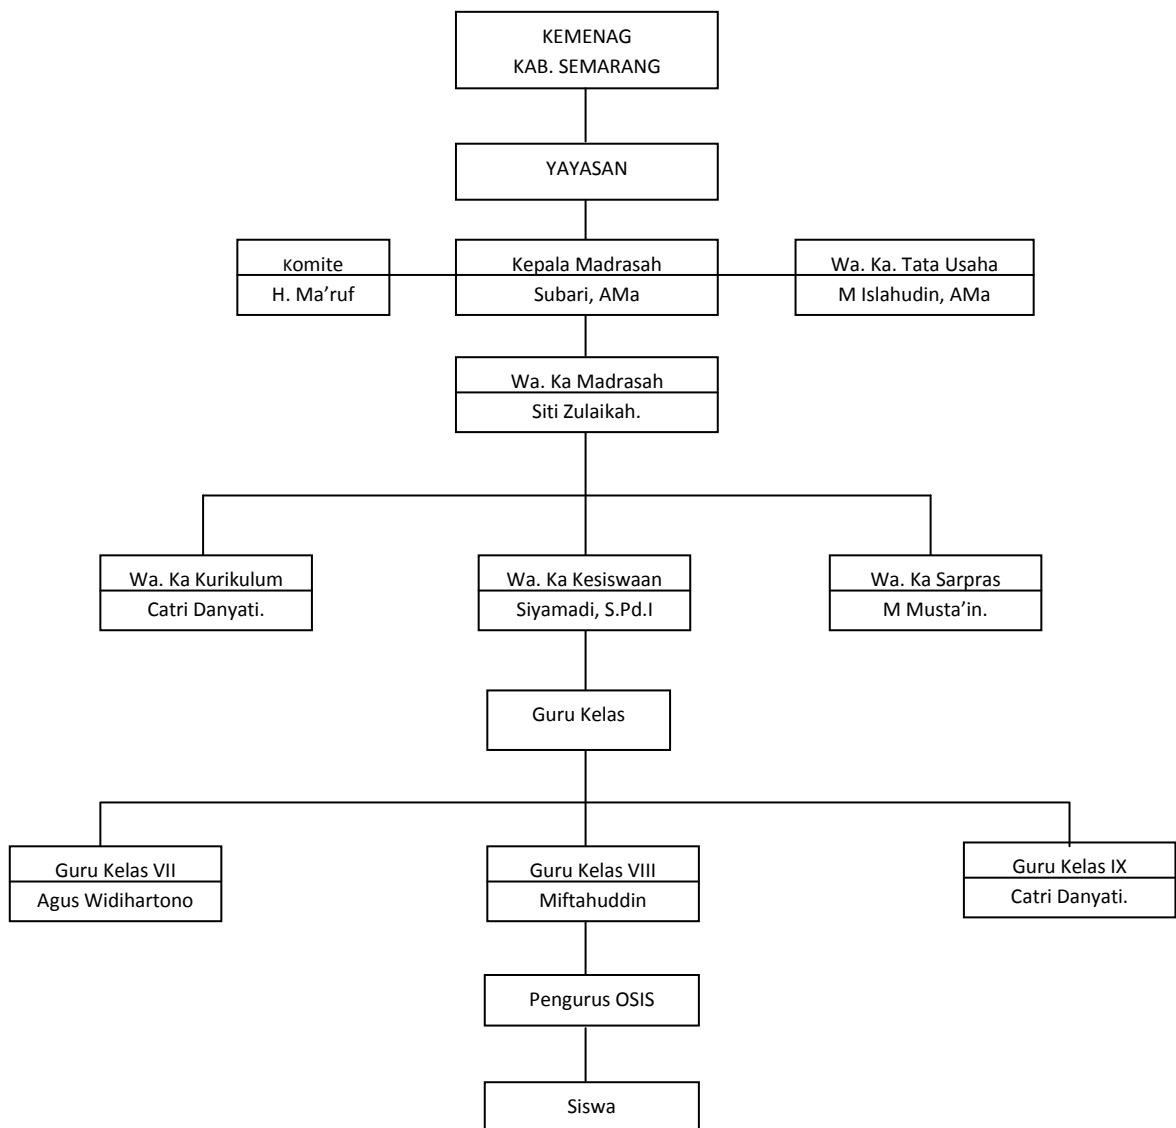 KEMENAG
KAB. SEMARANG
YAYASAN
Komite
H. Ma’ruf
Kepala Madrasah
Subari, AMa
Wa. Ka. Tata Usaha
M Islahudin, AMa
Wa. Ka Madrasah
Siti Zulaikah.
Wa. Ka Kurikulum
Catri Danyati.
Wa. Ka Kesiswaan
Siyamadi, S.Pd.I
Wa. Ka Sarpras
M Musta’in.
Guru Kelas
Guru Kelas VII
Agus Widihartono
Guru Kelas VIII
Miftahuddin
Guru Kelas IX
Catri Danyati.
Pengurus OSIS
Siswa